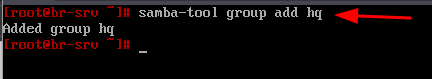 [root@br-srv ~]# samba-tool group add hq
Added group hq
[root@br-srv ~]# _